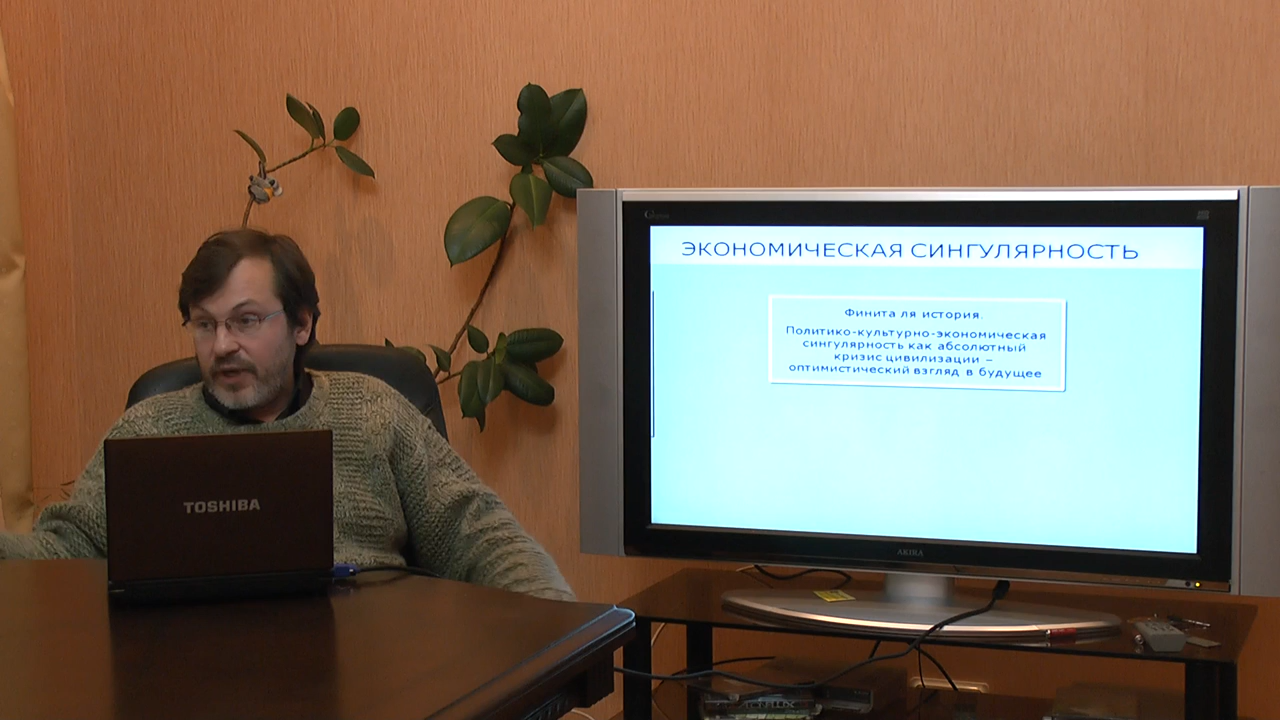 ЭКОНОМИЧЕСКАЯ СИНГУЛЯРНОСТЬ
Финита ля история.
Политико-культурно-экономическая
сингулярность как абсолютный
кризис цивилизации –
оптимистический взгляд в будущее
TOSHIBA
AKIRA